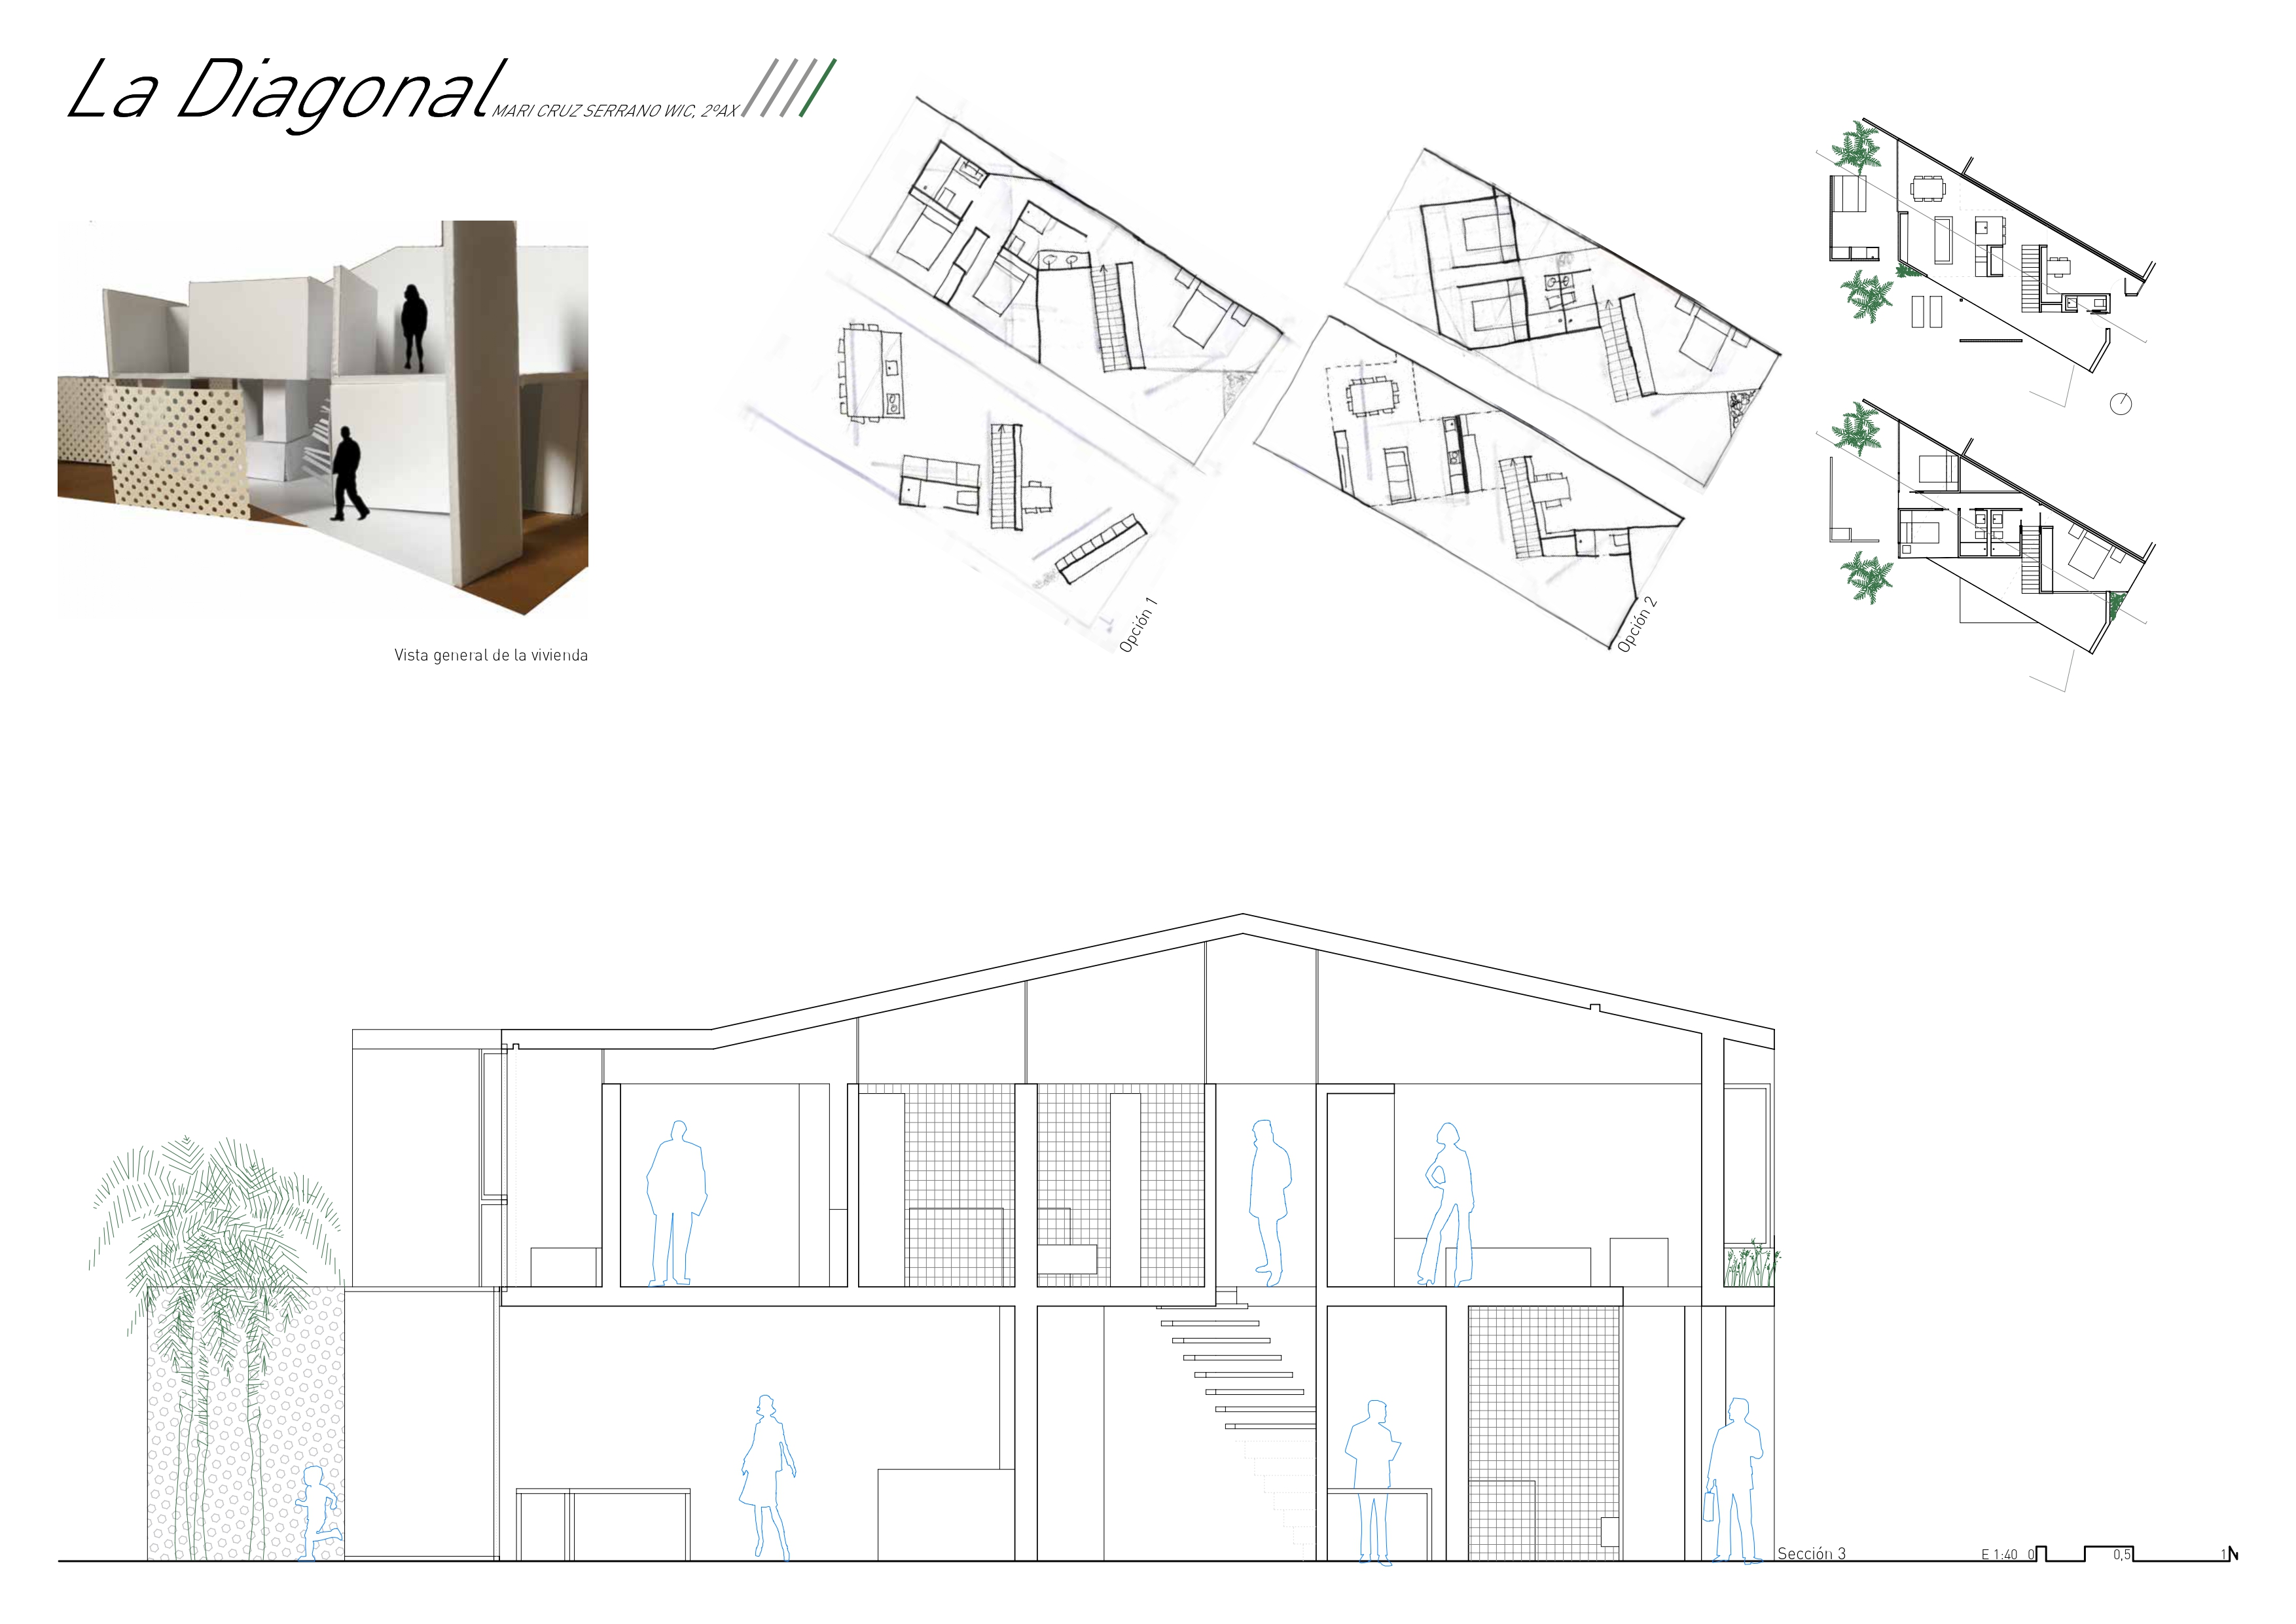 La Diagonal MARI CRUZ SERRANO WIC, 2ºAX
Vista general de la vivienda
Opción 1
Opción 2
Sección 3
E 1:40 0 0,5 1